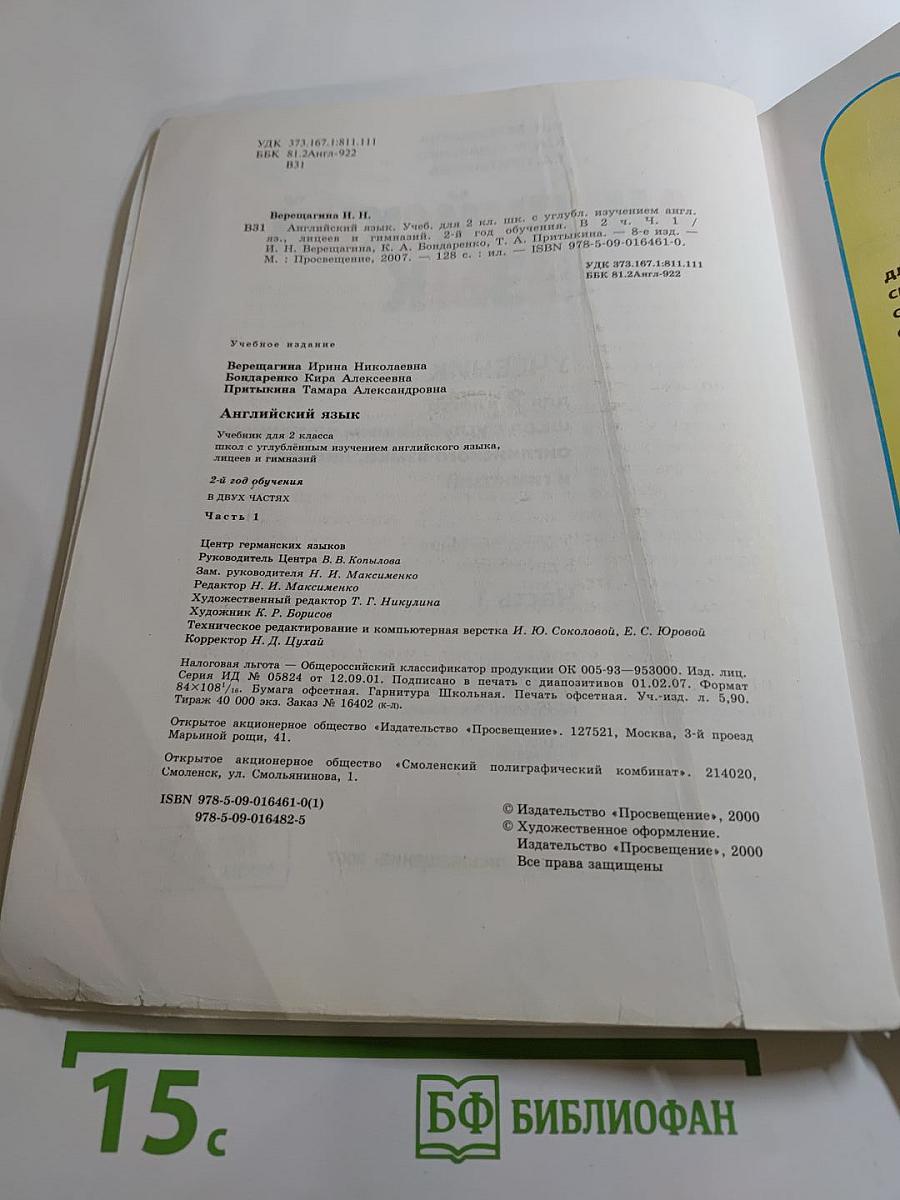 УДК 373.167.1:811.111
ББК 81.2Англ-922
В31
Верещагина И. Н.
В31 Английский язык. Учеб. для 2 кл. шк. с углубл. изучением англ.
яз., лицеев и гимназий. 2-й год обучения. В 2 ч. Ч. 1 /
И. Н. Верещагина, К. А. Бондаренко, Т. А. Притыкина. — 8-е изд. —
М. : Просвещение, 2007. — 128 с. : ил. — ISBN 978-5-09-016461-0.
УДК 373.167.1:811.111
ББК 81.2Англ-922
Учебное издание
Верещагина Ирина Николаевна
Бондаренко Кира Алексеевна
Притыкина Тамара Александровна
Английский язык
Учебник для 2 класса
школ с углублённым изучением английского языка,
лицеев и гимназий
2-й год обучения
В ДВУХ ЧАСТЯХ
Часть 1
Центр германских языков
Руководитель Центра В. В. Копылова
Зам. руководителя Н. И. Максименко
Редактор Н. И. Максименко
Художественный редактор Т. Г. Никулина
Художник К. Р. Борисов
Техническое редактирование и компьютерная верстка И. Ю. Соколовой, Е. С. Юровой
Корректор Н. Д. Цухай
Налоговая льгота — Общероссийский классификатор продукции ОК 005-93—953000. Изд. лиц.
Серия ИД № 05824 от 12.09.01. Подписано в печать с диапозитивов 01.02.07. Формат
84×108¹/₁₆. Бумага офсетная. Гарнитура Школьная. Печать офсетная. Уч.-изд. л. 5,90.
Тираж 40 000 экз. Заказ № 16402 (к-л).
Открытое акционерное общество «Издательство «Просвещение». 127521, Москва, 3-й проезд
Марьиной рощи, 41.
Открытое акционерное общество «Смоленский полиграфический комбинат». 214020,
Смоленск, ул. Смольянинова, 1.
ISBN 978-5-09-016461-0(1)
978-5-09-016482-5
© Издательство «Просвещение», 2000
© Художественное оформление.
Издательство «Просвещение», 2000
Все права защищены
15 с
БФ БИБЛИОФАН